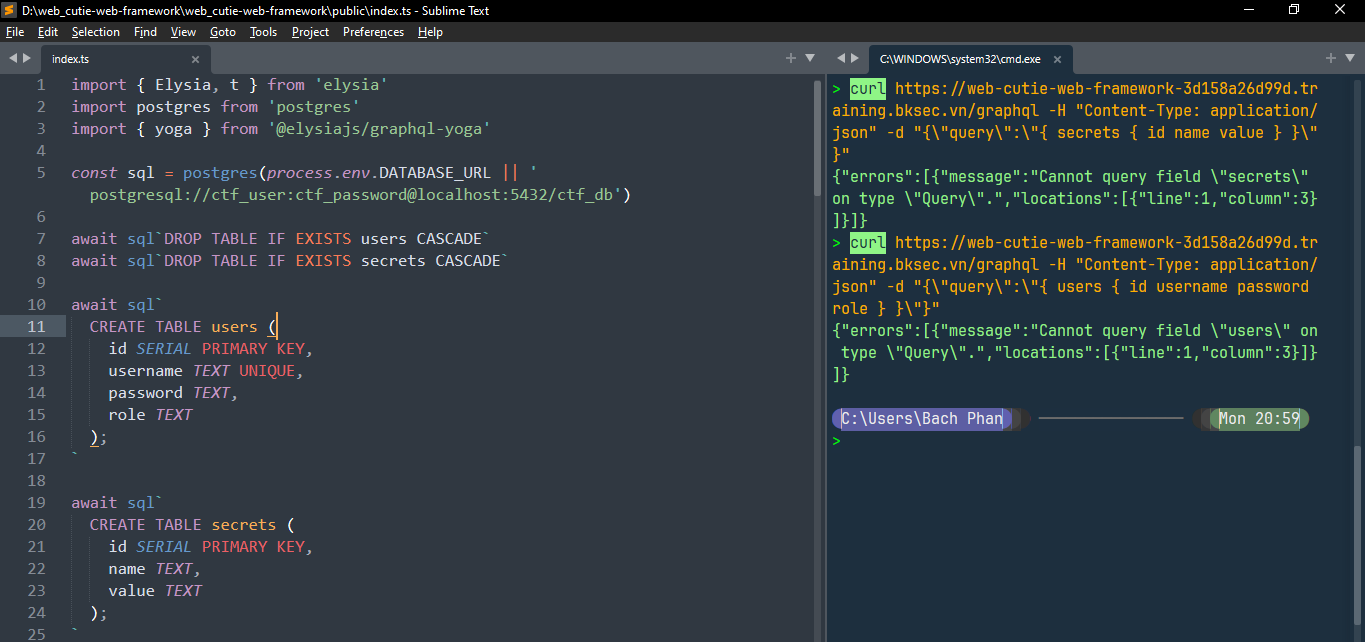 D:\web_cutie-web-framework\web_cutie-web-framework\public\index.ts - Sublime Text
File Edit Selection Find View Goto Tools Project Preferences Help
index.ts
1 import { Elysia, t } from 'elysia'
2 import postgres from 'postgres'
3 import { yoga } from '@elysiajs/graphql-yoga'
4
5 const sql = postgres(process.env.DATABASE_URL || '
postgresql://ctf_user:ctf_password@localhost:5432/ctf_db')
6
7 await sql`DROP TABLE IF EXISTS users CASCADE`
8 await sql`DROP TABLE IF EXISTS secrets CASCADE`
9
10 await sql`
11 CREATE TABLE users (
12 id SERIAL PRIMARY KEY,
13 username TEXT UNIQUE,
14 password TEXT,
15 role TEXT
16 );
17 `
18
19 await sql`
20 CREATE TABLE secrets (
21 id SERIAL PRIMARY KEY,
22 name TEXT,
23 value TEXT
24 );
25 `
C:\WINDOWS\system32\cmd.exe
> curl https://web-cutie-web-framework-3d158a26d99d.tr
aining.bksec.vn/graphql -H "Content-Type: application/
json" -d "{\"query\":\"{ secrets { id name value } }\"
}"
{"errors":[{"message":"Cannot query field \"secrets\"
on type \"Query\".","locations":[{"line":1,"column":3}
]}]}
> curl https://web-cutie-web-framework-3d158a26d99d.tr
aining.bksec.vn/graphql -H "Content-Type: application/
json" -d "{\"query\":\"{ users { id username password
role } }\"}"
{"errors":[{"message":"Cannot query field \"users\" on
type \"Query\".","locations":[{"line":1,"column":3}]}
]}
C:\Users\Bach Phan Mon 20:59
>